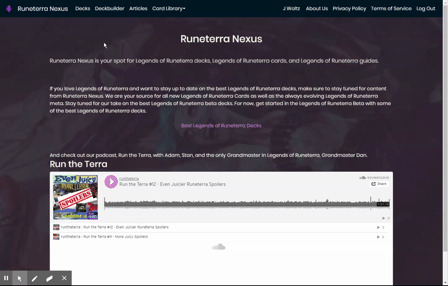 Runeterra Nexus Decks Deckbuilder Articles Card Library J Woltz About Us Privacy Policy Terms of Service Log Out
Runeterra Nexus
Runeterra Nexus is your spot for Legends of Runeterra decks, Legends of Runeterra cards, and Legends of Runeterra guides.
If you love Legends of Runeterra and want to stay up to date on the best Legends of Runeterra decks, make sure to stay tuned for content
from Runeterra Nexus. We are your source for all new Legends of Runeterra Cards as well as the always evolving Legends of Runeterra
meta. Stay tuned for our take on the best Legends of Runeterra beta decks. For now, get started in the Legends of Runeterra Beta with some
of the best Legends of Runeterra decks.
Best Legends of Runeterra Decks
And check out our podcast, Run the Terra, with Adam, Stan, and the only Grandmaster in Legends of Runeterra, Grandmaster Dan.
Run the Terra
EVEN JUICY
SPOILERS
runtheterra
Run the Terra #12 - Even Juicier Runeterra Spoilers
SOUNDCLOUD
Share
runtheterra - Run the Terra #12 - Even Juicier Runeterra Spoilers
runtheterra - Run the Terra #11 - More Juicy Spoilers